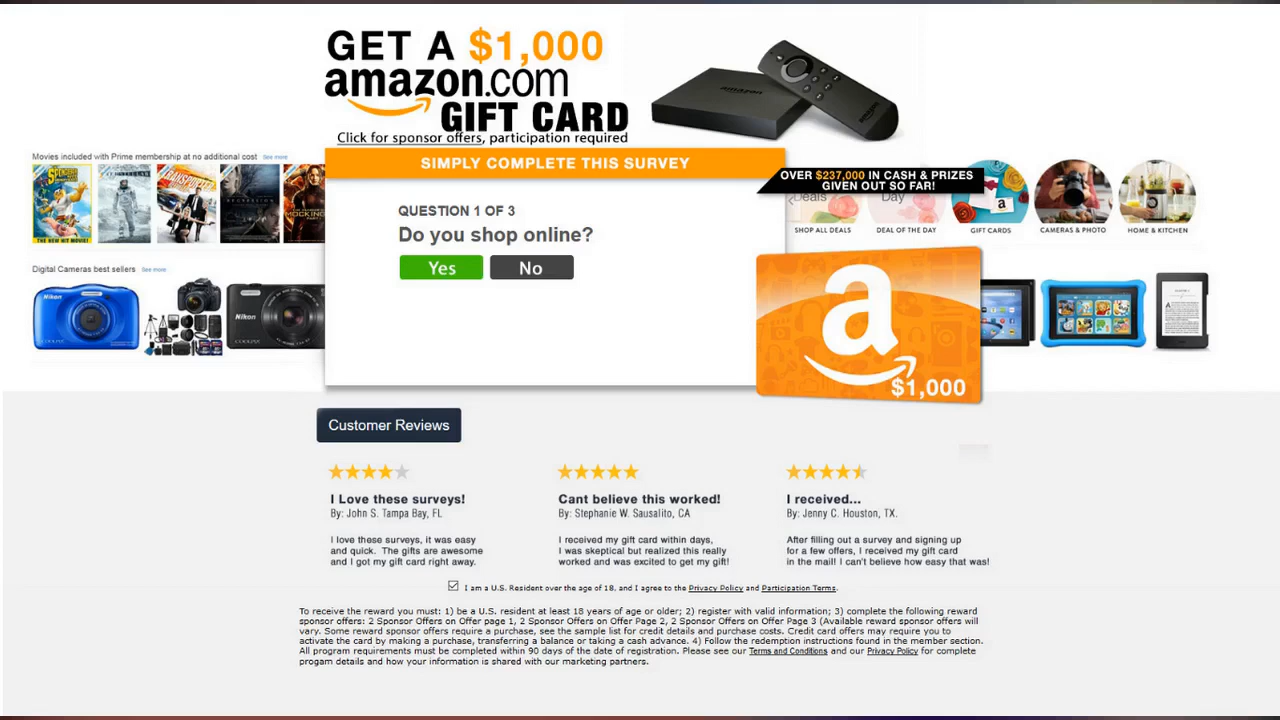 GET A $1,000
amazon.com
GIFT CARD
Click for sponsor offers, participation required
amazon
Movies included with Prime membership at no additional cost See more
SIMPLY COMPLETE THIS SURVEY
OVER $237,000 IN CASH & PRIZES
GIVEN OUT SO FAR!
THE NEW HIT MOVIE!
REGRESSION
QUESTION 1 OF 3
Do you shop online?
Yes
No
Deals
Day
a
SHOP ALL DEALS
DEAL OF THE DAY
GIFT CARDS
CAMERAS & PHOTO
HOME & KITCHEN
Digital Cameras best sellers See more
Nikon
COOLPIX
Nikon
COOLPIX
a
$1,000
Customer Reviews
I Love these surveys!
By: John S. Tampa Bay, FL
I love these surveys, it was easy
and quick. The gifts are awesome
and I got my gift card right away.
Cant believe this worked!
By: Stephanie W. Sausalito, CA
I received my gift card within days,
I was skeptical but realized this really
worked and was excited to get my gift!
I received...
By: Jenny C. Houston, TX.
After filling out a survey and signing up
for a few offers, I received my gift card
in the mail! I can't believe how easy that was!
I am a U.S. Resident over the age of 18, and I agree to the Privacy Policy and Participation Terms.
To receive the reward you must: 1) be a U.S. resident at least 18 years of age or older; 2) register with valid information; 3) complete the following reward
sponsor offers: 2 Sponsor Offers on Offer page 1, 2 Sponsor Offers on Offer Page 2, 2 Sponsor Offers on Offer Page 3 (Available reward sponsor offers will
vary. Some reward sponsor offers require a purchase, see the sample list for credit details and purchase costs. Credit card offers may require you to
activate the card by making a purchase, transferring a balance or taking a cash advance. 4) Follow the redemption instructions found in the member section.
All program requirements must be completed within 90 days of the date of registration. Please see our Terms and Conditions and our Privacy Policy for complete
progam details and how your information is shared with our marketing partners.